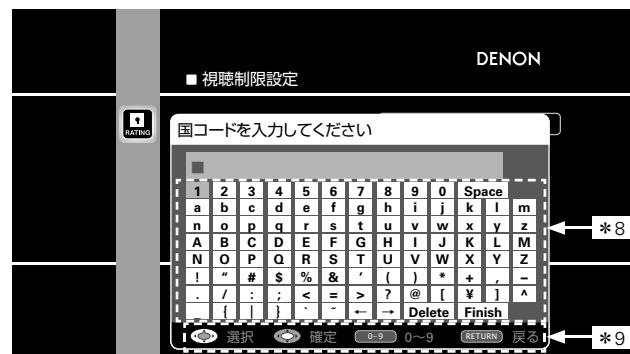 DENON
■ 視聴制限設定
RATING
国コードを入力してください
1 2 3 4 5 6 7 8 9 0 Space
a b c d e f g h i j k l m
n o p q r s t u v w x y z
A B C D E F G H I J K L M
N O P Q R S T U V W X Y Z
! " # $ % & ' ( ) * + , –
. / : ; < = > ? @ [ ¥ ] ^
_ { | } ` ~ ← → Delete Finish
選択 確定 0-9 0〜9 RETURN 戻る
*8
*9